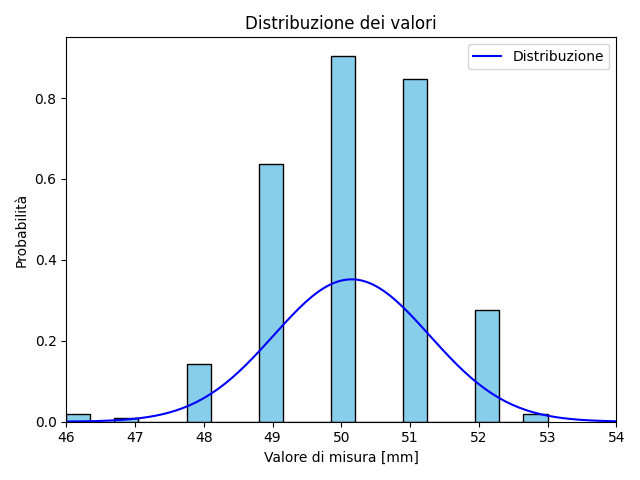 Distribuzione dei valori
Distribuzione
Probabilità
0.8
0.6
0.4
0.2
0.0
46 47 48 49 50 51 52 53 54
Valore di misura [mm]